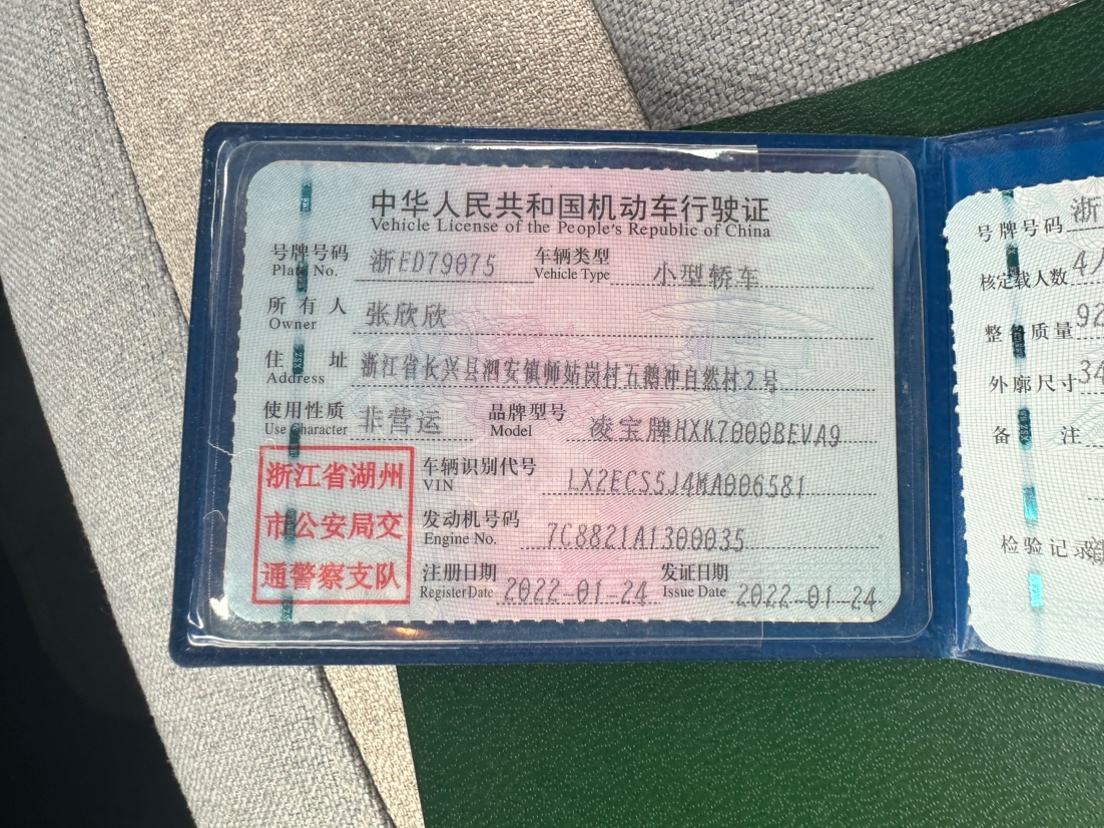 中华人民共和国机动车行驶证
Vehicle License of the People's Republic of China
号牌号码 浙ED79075 车辆类型 小型轿车
Plate No. Vehicle Type
所有人 张欣欣
Owner
住址 浙江省长兴县泗安镇师姑岗村五鹅冲自然村2号
Address
使用性质 非营运 品牌型号 凌宝牌HXK7000BEVA9
Use Character Model
浙江省湖州
市公安局交
通警察支队
车辆识别代号 LX2ECS5J4MA006581
VIN
发动机号码 7C8821A1300035
Engine No.
注册日期 2022-01-24 发证日期 2022-01-24
Register Date Issue Date
号牌号码 浙
核定载人数 4人
整备质量 92
外廓尺寸 34
备注
检验记录